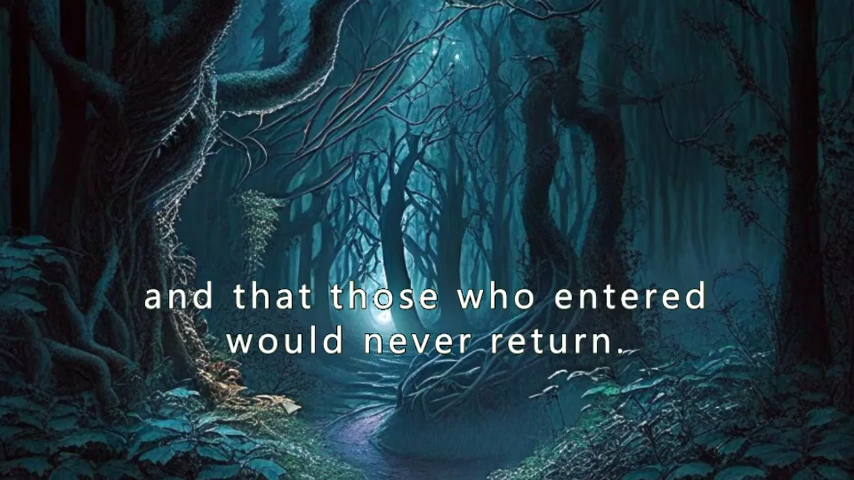 and that those who entered
would never return.